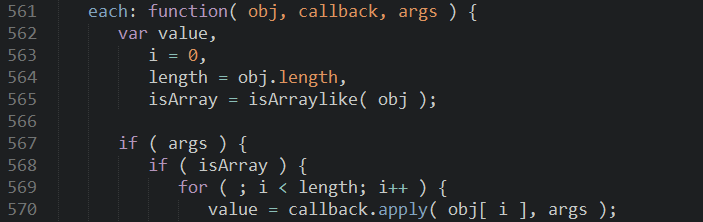 561 each: function( obj, callback, args ) {
562 var value,
563 i = 0,
564 length = obj.length,
565 isArray = isArraylike( obj );
566
567 if ( args ) {
568 if ( isArray ) {
569 for ( ; i < length; i++ ) {
570 value = callback.apply( obj[ i ], args );